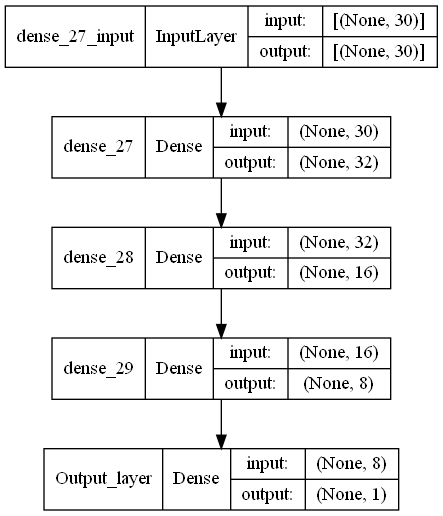 dense_27_input InputLayer input: [(None, 30)]
output: [(None, 30)]
dense_27 Dense input: (None, 30)
output: (None, 32)
dense_28 Dense input: (None, 32)
output: (None, 16)
dense_29 Dense input: (None, 16)
output: (None, 8)
Output_layer Dense input: (None, 8)
output: (None, 1)